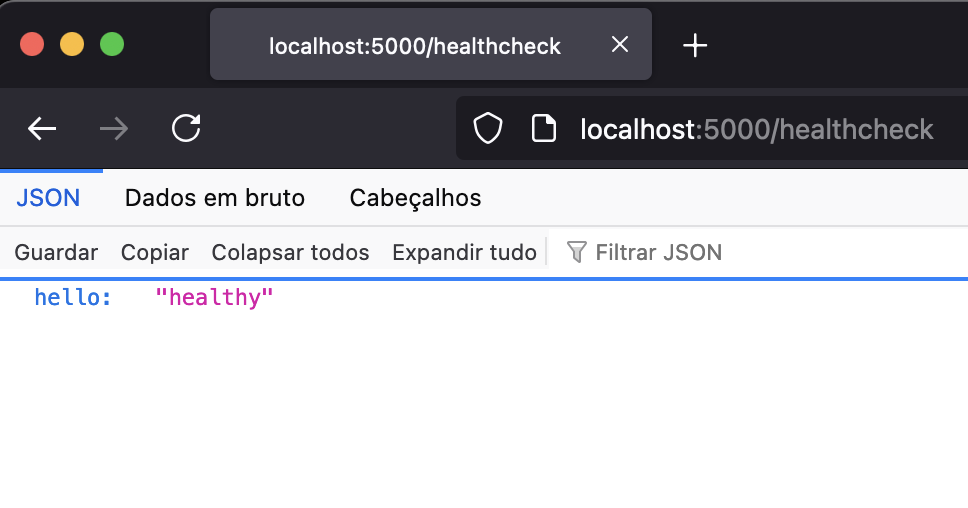 localhost:5000/healthcheck
localhost:5000/healthcheck
JSON Dados em bruto Cabeçalhos
Guardar Copiar Colapsar todos Expandir tudo Filtrar JSON
hello: "healthy"